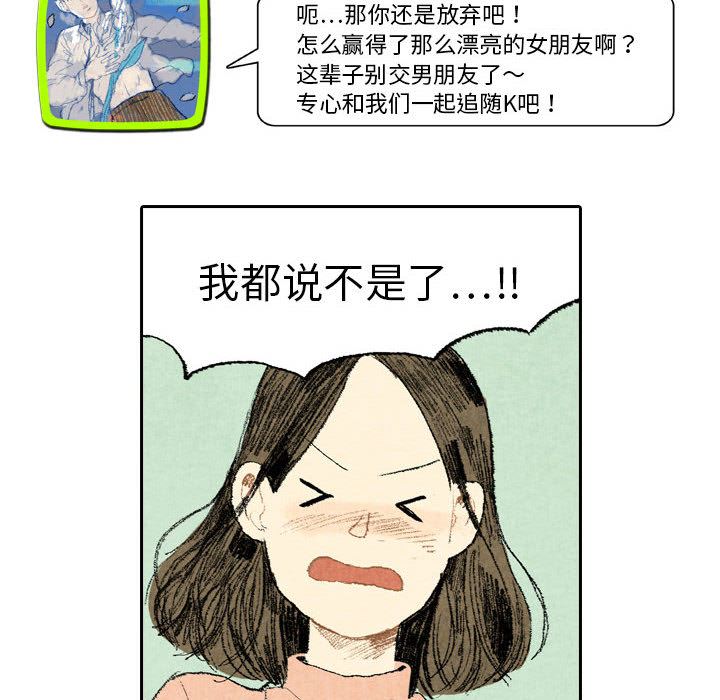 呃...那你还是放弃吧！
怎么赢得了那么漂亮的女朋友啊？
这辈子别交男朋友了～
专心和我们一起追随K吧！
我都说不是了...!!